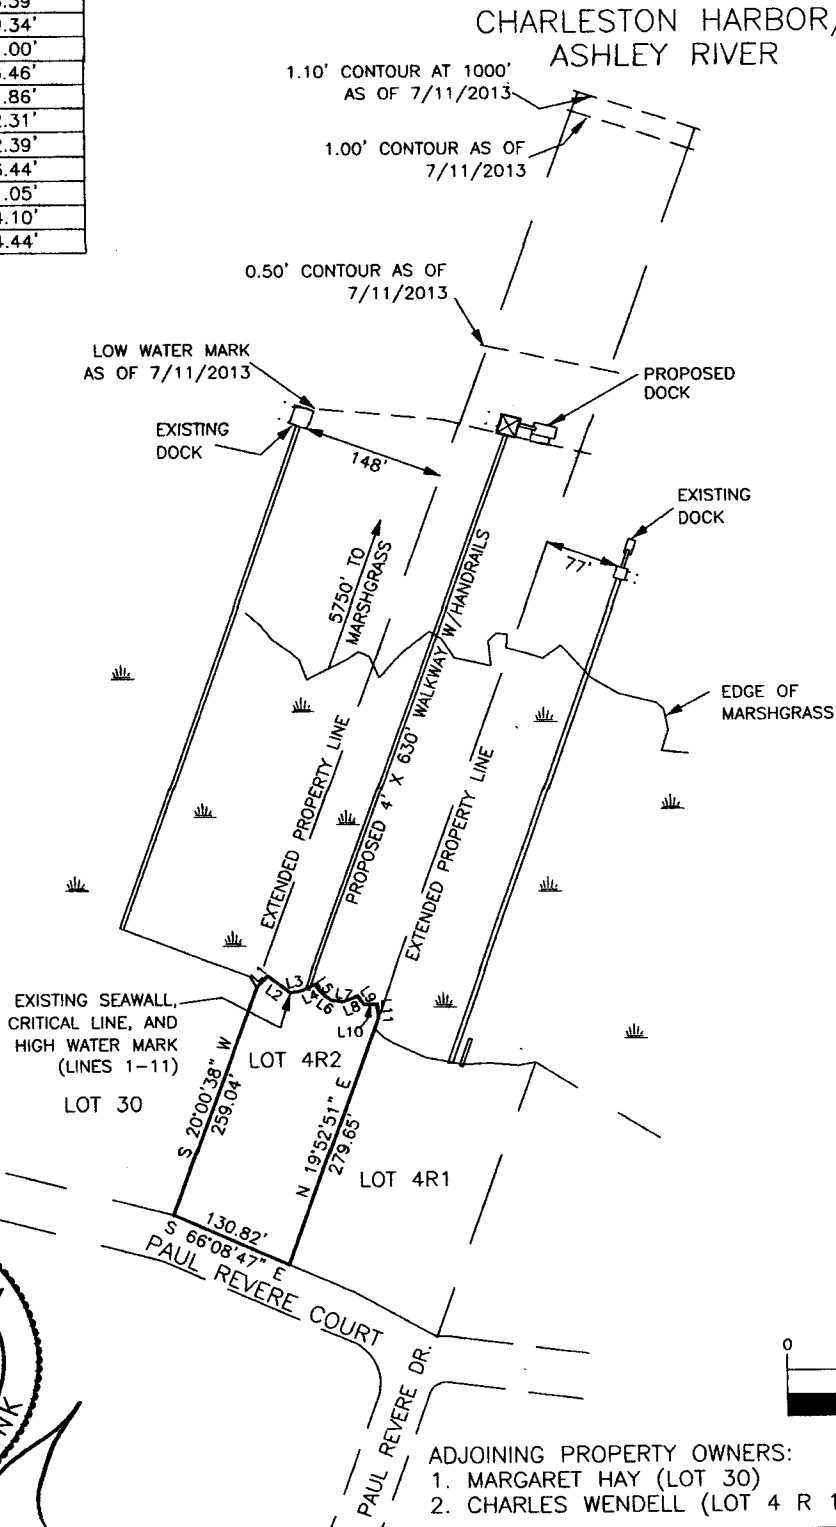 .34'
.00'
.46'
.86'
.31'
.39'
.44'
.05'
.10'
.44'
CHARLESTON HARBOR/
ASHLEY RIVER
1.10' CONTOUR AT 1000'
AS OF 7/11/2013
1.00' CONTOUR AS OF
7/11/2013
0.50' CONTOUR AS OF
7/11/2013
LOW WATER MARK
AS OF 7/11/2013
PROPOSED
DOCK
EXISTING
DOCK
148'
EXISTING
DOCK
77'
5750' TO
MARSHGRASS
PROPOSED 4' X 630' WALKWAY W/HANDRAILS
EDGE OF
MARSHGRASS
EXTENDED PROPERTY LINE
EXTENDED PROPERTY LINE
L1
L2
L3
L4
L5
L6
L7
L8
L9
L10
L11
EXISTING SEAWALL,
CRITICAL LINE, AND
HIGH WATER MARK
(LINES 1-11)
LOT 4R2
LOT 30
S 20°00'38" W
259.04'
N 19°52'51" E
279.65'
LOT 4R1
130.82'
S 66°08'47" E
PAUL REVERE COURT
PAUL REVERE DR.
0
NK
ADJOINING PROPERTY OWNERS:
1. MARGARET HAY (LOT 30)
2. CHARLES WENDELL (LOT 4 R 1